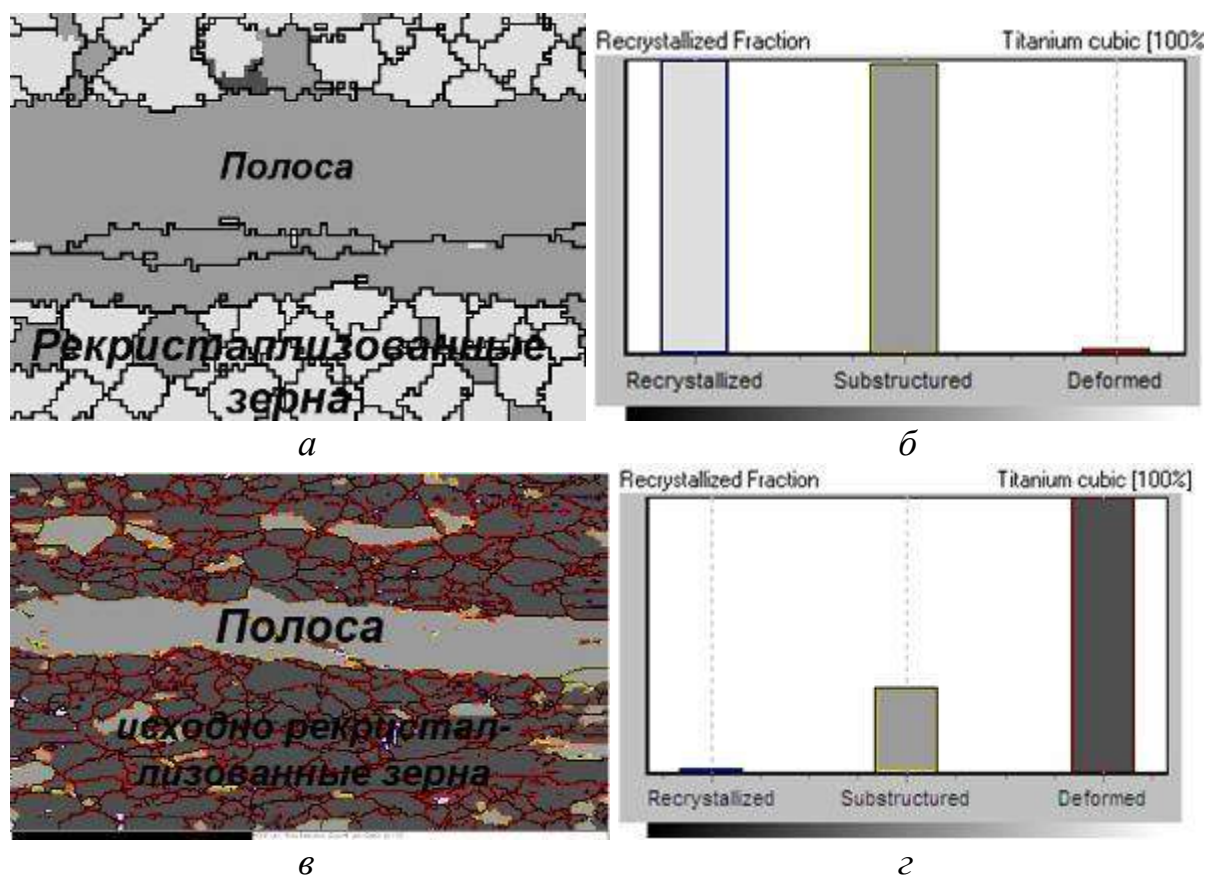 Recrystallized Fraction Titanium cubic [100%
Полоса
Рекристаллизованные
зерна
Recrystallized Substructured Deformed
а б
Recrystallized Fraction Titanium cubic [100%]
Полоса
исходно рекристал-
лизованные зерна
Recrystallized Substructured Deformed
в г